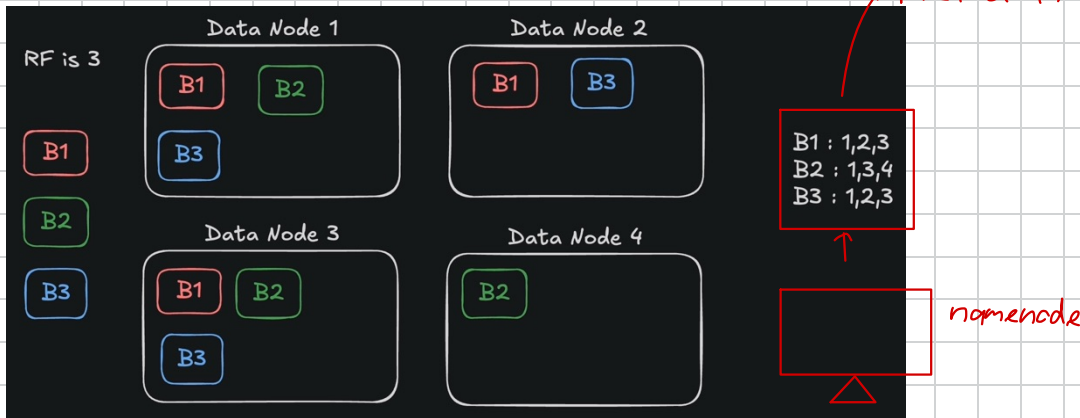 RF is 3
B1
B2
B3
Data Node 1
B1 B2
B3
Data Node 2
B1 B3
Data Node 3
B1 B2
B3
Data Node 4
B2
B1 : 1,2,3
B2 : 1,3,4
B3 : 1,2,3
namenode